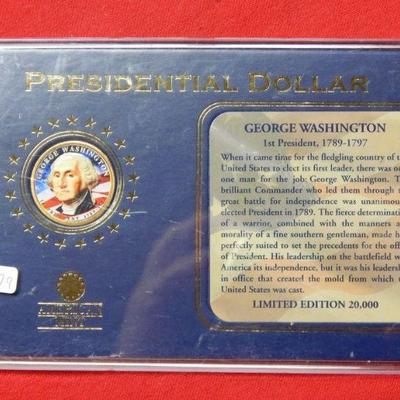 PRESIDENTIAL DOLLAR
GEORGE WASHINGTON
GEORGE WASHINGTON
1st President, 1789-1797
When it came time for the fledgling country of the
United States to elect its first leader, there was on
one man for the job: George Washington. T
brilliant Commander who led them through t
great battle for independence was unanimous
elected President in 1789. The fierce determinati
of a warrior, combined with the manners a
morality of a fine southern gentleman, made h
perfectly suited to set the precedents for the off
of President. His leadership on the battlefield w
America its independence, but it was his leaders
in office that created the mold from which t
United States was cast.
LIMITED EDITION 20,000